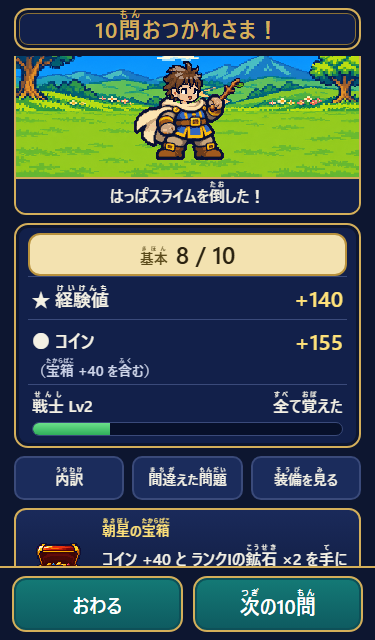 10問おつかれさま！
はっぱスライムを倒した！
基本 8 / 10
★ 経験値 +140
● コイン +155
（宝箱 +40 を含む）
戦士 Lv2 全て覚えた
内訳 間違えた問題 装備を見る
朝星の宝箱
コイン +40 と ランクIの鉱石 ×2 を手に
おわる 次の10問